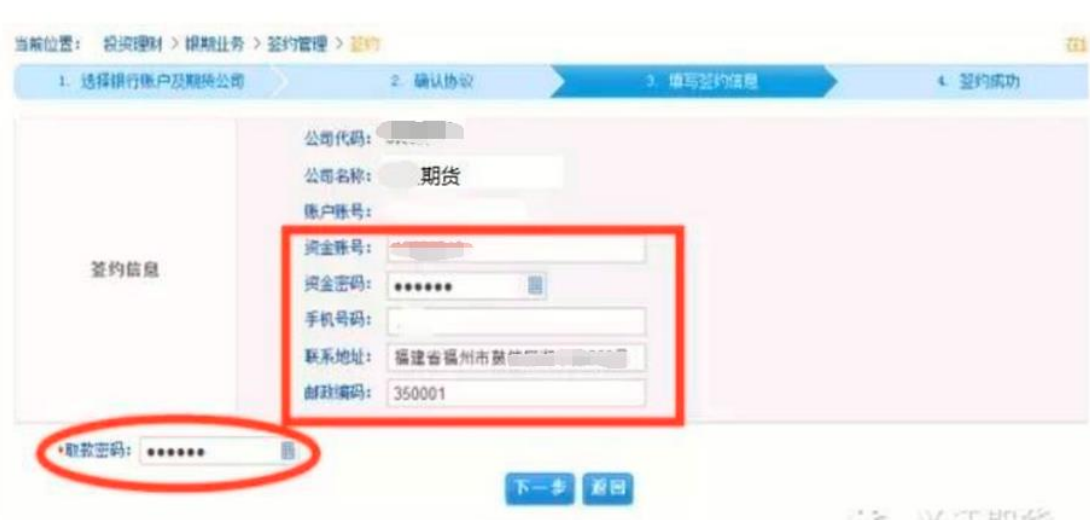 当前位置： 投资理财 > 银期业务 > 签约管理 > 签约
1. 选择银行账户及期货公司
2. 确认协议
3. 填写签约信息
4. 签约成功
签约信息
公司代码：
公司名称： 期货
账户账号：
资金账号：
资金密码： ●●●●●●
手机号码：
联系地址： 福建省福州市鼓
邮政编码： 350001
*取款密码： ●●●●●●
下一步 返回